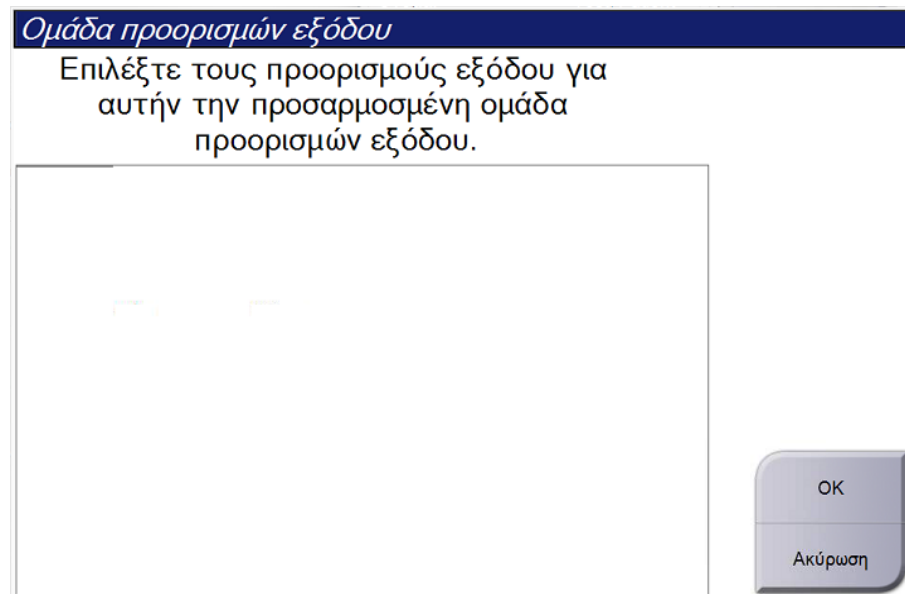 Ομάδα προορισμών εξόδου
Επιλέξτε τους προορισμούς εξόδου για
αυτήν την προσαρμοσμένη ομάδα
προορισμών εξόδου.
OK
Ακύρωση